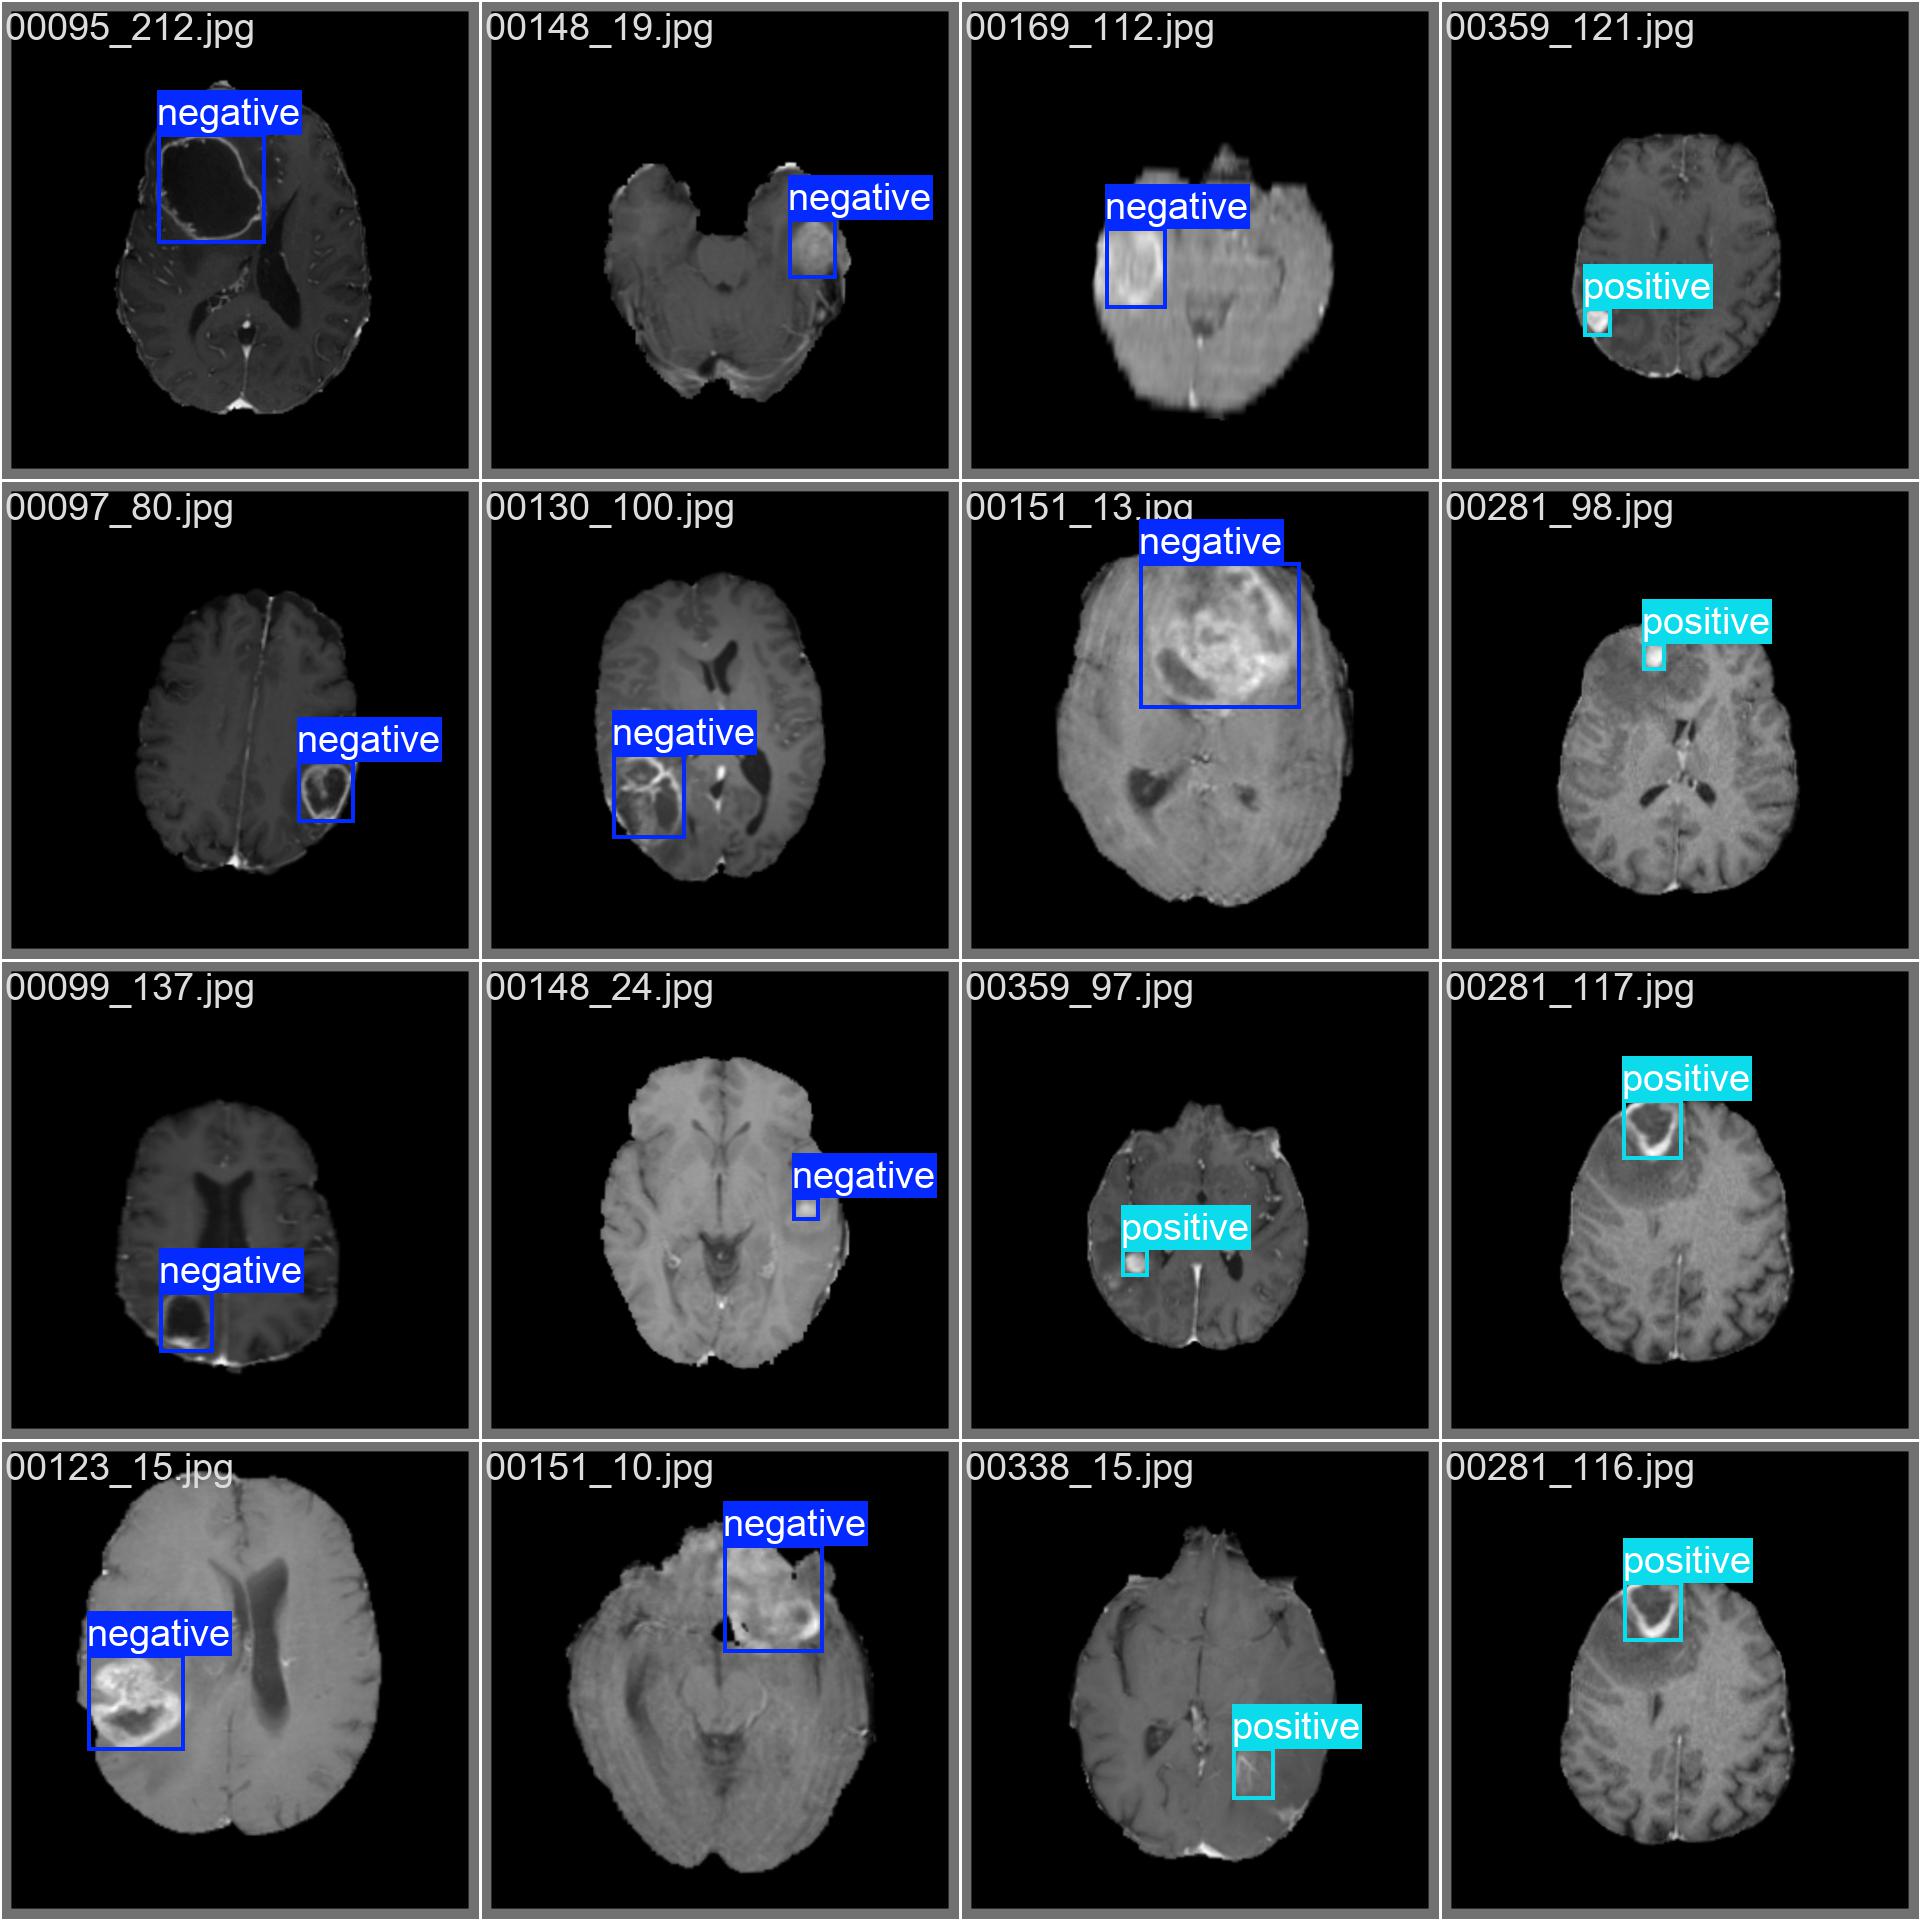 00095_212.jpg
negative
00148_19.jpg
negative
00169_112.jpg
negative
00359_121.jpg
positive
00097_80.jpg
negative
00130_100.jpg
negative
00151_13.jpg
negative
00281_98.jpg
positive
00099_137.jpg
negative
00148_24.jpg
negative
00359_97.jpg
positive
00281_117.jpg
positive
00123_15.jpg
negative
00151_10.jpg
negative
00338_15.jpg
positive
00281_116.jpg
positive